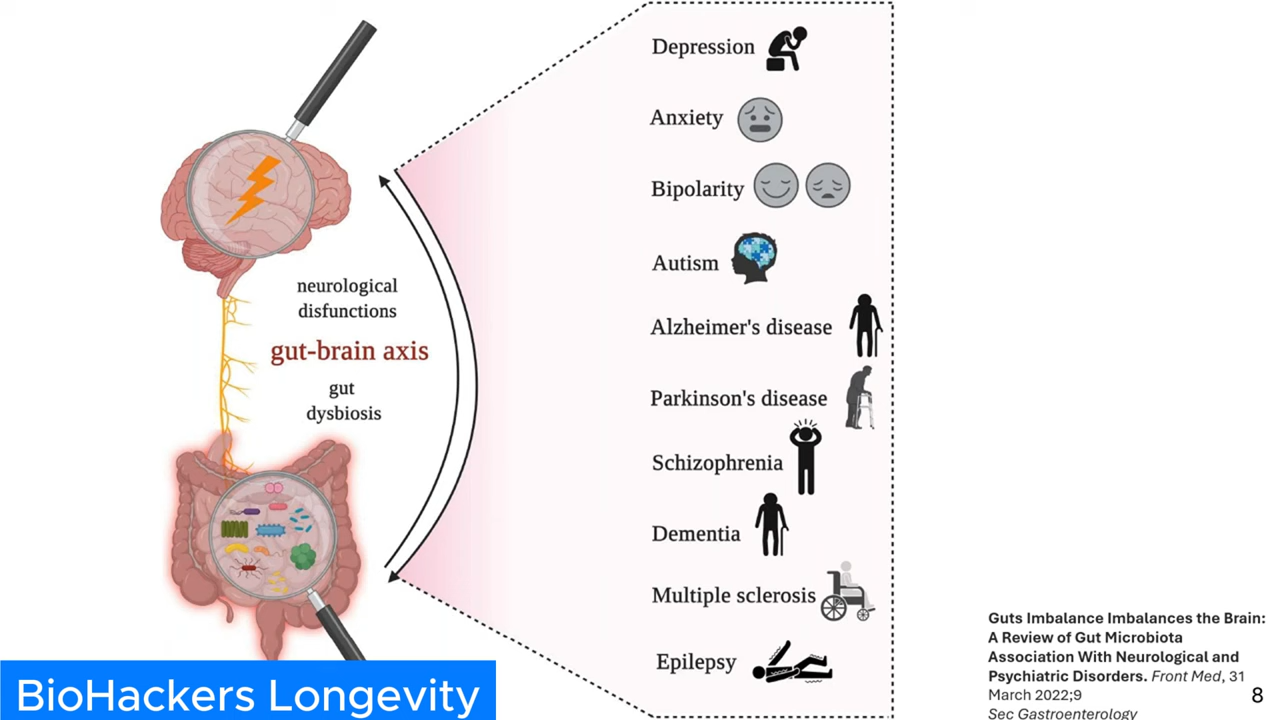 Depression
Anxiety
Bipolarity
Autism
Alzheimer's disease
Parkinson's disease
Schizophrenia
Dementia
Multiple sclerosis
Epilepsy
neurological
disfunctions
gut-brain axis
gut
dysbiosis
BioHackers Longevity
Guts Imbalance Imbalances the Brain:
A Review of Gut Microbiota
Association With Neurological and
Psychiatric Disorders. Front Med, 31
March 2022;9
Sec Gastroenterology
8